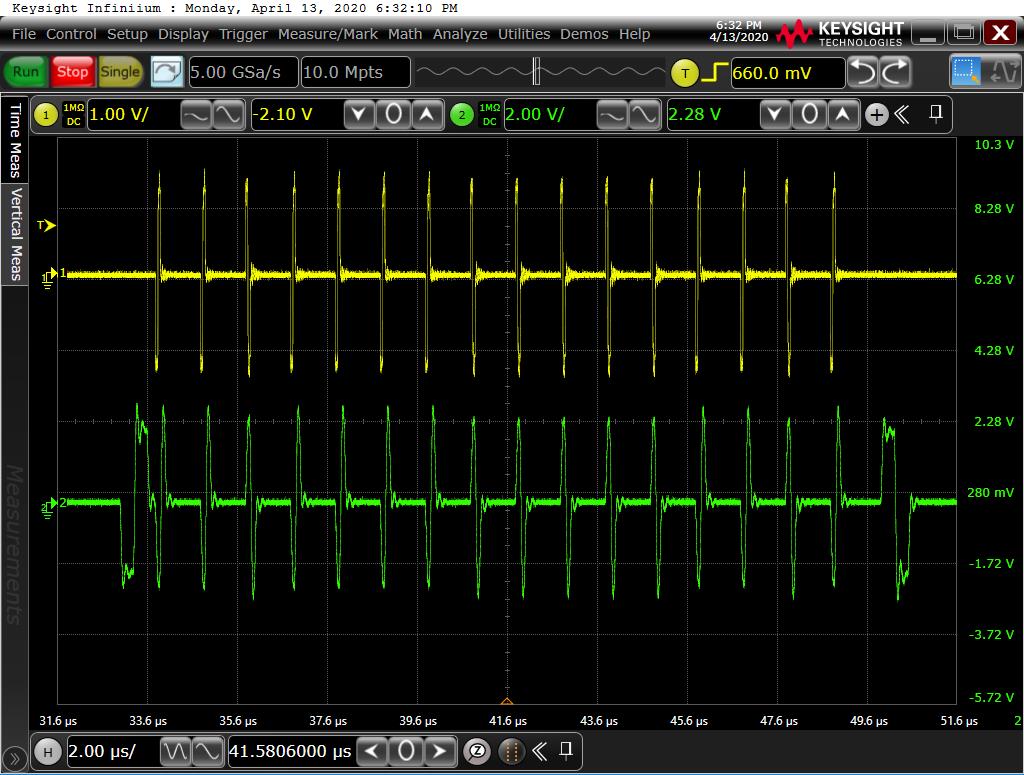 Keysight Infiniium : Monday, April 13, 2020 6:32:10 PM
File Control Setup Display Trigger Measure/Mark Math Analyze Utilities Demos Help
6:32 PM
4/13/2020
KEYSIGHT
TECHNOLOGIES
Run Stop Single 5.00 GSa/s 10.0 Mpts T 660.0 mV
1 1MΩ DC 1.00 V/ -2.10 V 0 2 1MΩ DC 2.00 V/ 2.28 V 0
Time Meas
Vertical Meas
Measurements
10.3 V
8.28 V
T
1 1
6.28 V
4.28 V
2.28 V
2 2
280 mV
-1.72 V
-3.72 V
-5.72 V
31.6 µs 33.6 µs 35.6 µs 37.6 µs 39.6 µs 41.6 µs 43.6 µs 45.6 µs 47.6 µs 49.6 µs 51.6 µs 2
H 2.00 µs/ 41.5806000 µs 0 Z